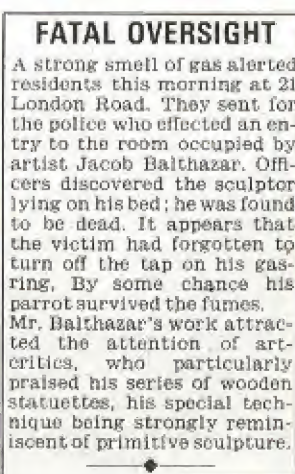 FATAL OVERSIGHT
A strong smell of gas alerted
residents this morning at 21
London Road. They sent for
the police who effected an en-
try to the room occupied by
artist Jacob Balthazar. Offi-
cers discovered the sculptor
lying on his bed; he was found
to be dead. It appears that
the victim had forgotten to
turn off the tap on his gas-
ring. By some chance his
parrot survived the fumes.
Mr. Balthazar's work attrac-
ted the attention of art-
critics, who particularly
praised his series of wooden
statuettes, his special tech-
nique being strongly remin-
iscent of primitive sculpture.